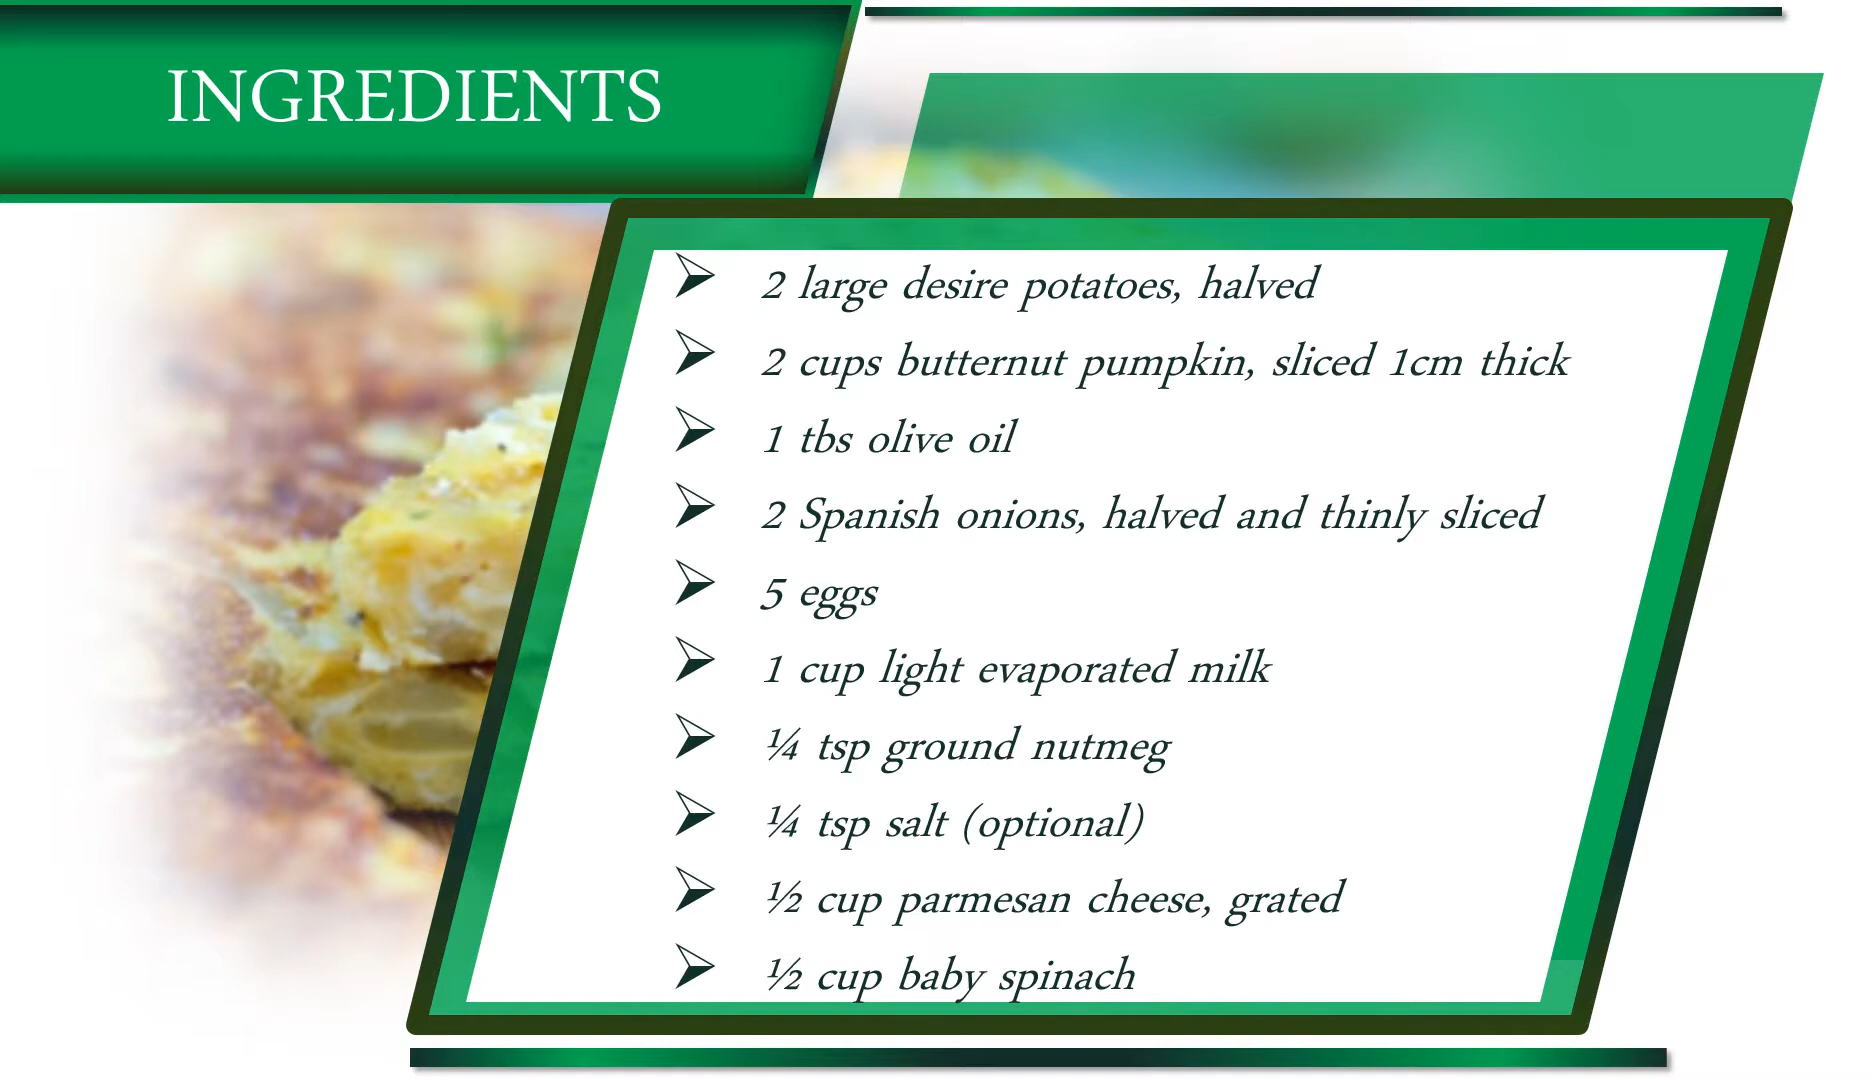 INGREDIENTS
2 large desire potatoes, halved
2 cups butternut pumpkin, sliced 1cm thick
1 tbs olive oil
2 Spanish onions, halved and thinly sliced
5 eggs
1 cup light evaporated milk
¼ tsp ground nutmeg
¼ tsp salt (optional)
½ cup parmesan cheese, grated
½ cup baby spinach